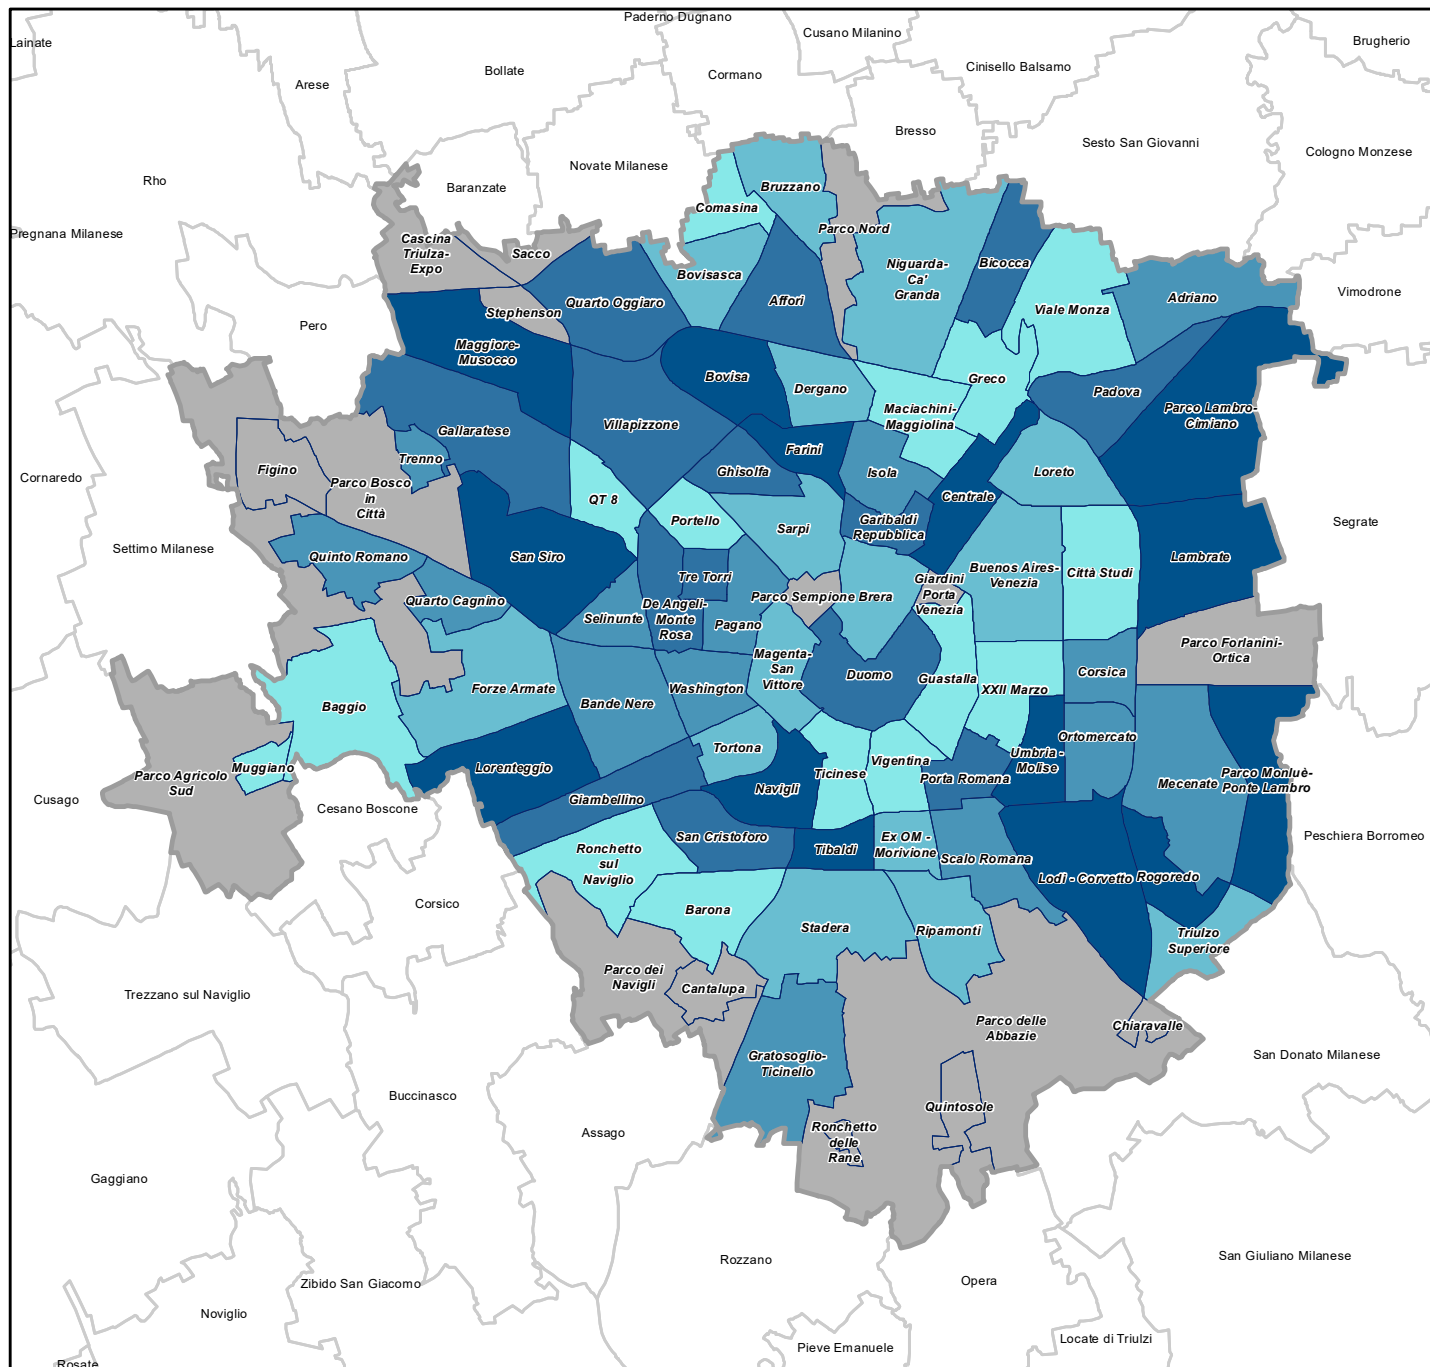 Paderno Dugnano
Cusano Milanino
Lainate
Brugherio
Bollate
Cinisello Balsamo
Arese
Cormano
Bresso
Sesto San Giovanni
Cologno Monzese
Novate Milanese
Rho
Baranzate
Bruzzano
Comasina
Parco Nord
Pregnana Milanese
Cascina
Triulza-
Expo
Sacco
Niguarda-
Ca'
Granda
Bicocca
Bovisasca
Vimodrone
Adriano
Quarto Oggiaro
Affori
Viale Monza
Stephenson
Pero
Maggiore-
Musocco
Bovisa
Dergano
Greco
Padova
Maciachini-
Maggiolina
Parco Lambro-
Cimiano
Gallaratese
Villapizzone
Farini
Trenno
Figino
Ghisolfa
Isola
Loreto
Cornaredo
Parco Bosco
in
Città
QT 8
Centrale
Portello
Sarpi
Garibaldi
Repubblica
Segrate
Settimo Milanese
Quinto Romano
San Siro
Lambrate
Buenos Aires-
Venezia
Città Studi
Tre Torri
Giardini
Porta
Venezia
Parco Sempione
Brera
Quarto Cagnino
Selinunte
De Angeli-
Monte
Rosa
Pagano
Parco Forlanini-
Ortica
Magenta-
San
Vittore
Duomo
Corsica
Forze Armate
Washington
Guastalla
XXII Marzo
Baggio
Bande Nere
Ortomercato
Tortona
Umbria -
Molise
Vigentina
Muggiano
Lorenteggio
Ticinese
Porta Romana
Parco Agricolo
Sud
Parco Monluè-
Ponte Lambro
Mecenate
Navigli
Cusago
Giambellino
Cesano Boscone
Peschiera Borromeo
San Cristoforo
Ex OM -
Morivione
Tibaldi
Scalo Romana
Ronchetto
sul
Naviglio
Lodi - Corvetto
Rogoredo
Corsico
Barona
Stadera
Ripamonti
Triulzo
Superiore
Parco dei
Navigli
Cantalupa
Trezzano sul Naviglio
Parco delle
Abbazie
Chiaravalle
San Donato Milanese
Gratosoglio-
Ticinello
Buccinasco
Quintosole
Assago
Ronchetto
delle
Rane
Gaggiano
Rozzano
San Giuliano Milanese
Zibido San Giacomo
Opera
Noviglio
Locate di Triulzi
Pieve Emanuele
Rosate